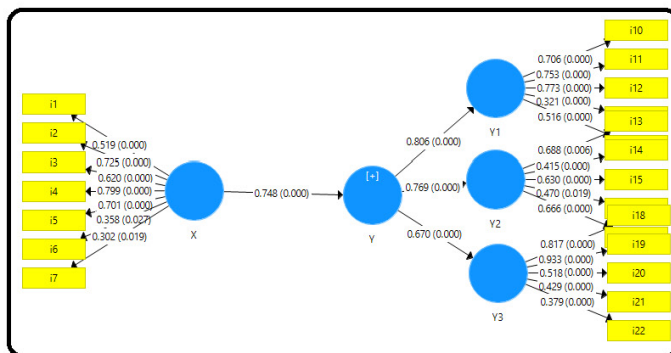 i1
i2
i3
i4
i5
i6
i7
0.519 (0.000)
0.725 (0.000)
0.620 (0.000)
0.799 (0.000)
0.701 (0.000)
0.358 (0.027)
0.302 (0.019)
X
0.748 (0.000)
[+]
Y
0.806 (0.000)
0.769 (0.000)
0.670 (0.000)
Y1
0.706 (0.000)
0.753 (0.000)
0.773 (0.000)
0.321 (0.000)
0.516 (0.000)
i10
i11
i12
i13
Y2
0.688 (0.006)
0.415 (0.000)
0.630 (0.000)
0.470 (0.019)
0.666 (0.000)
i14
i15
i18
Y3
0.817 (0.000)
0.933 (0.000)
0.518 (0.000)
0.429 (0.000)
0.379 (0.000)
i19
i20
i21
i22